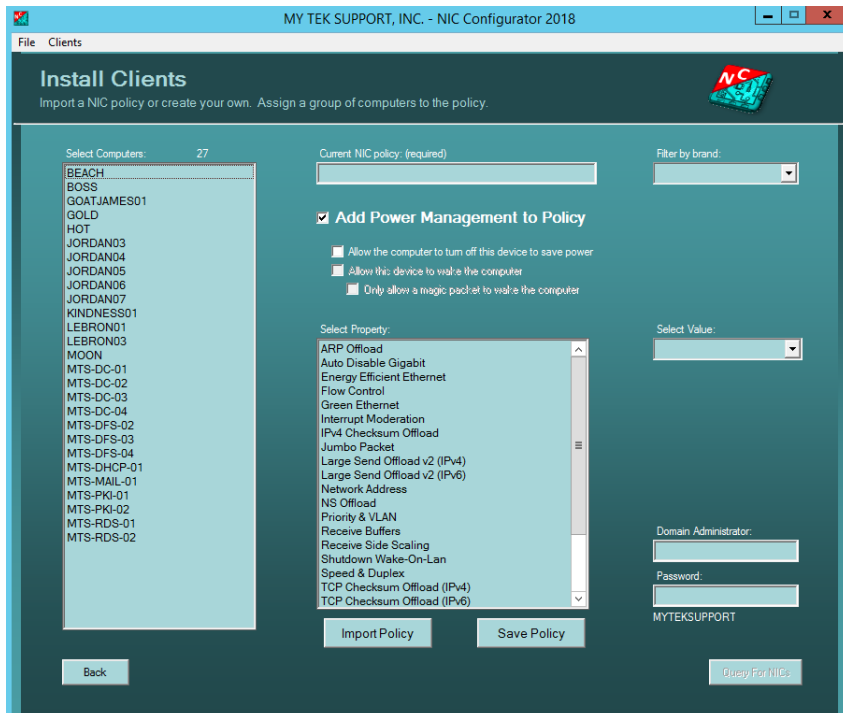 MY TEK SUPPORT, INC. - NIC Configurator 2018
File Clients
Install Clients
Import a NIC policy or create your own. Assign a group of computers to the policy.
NC
Select Computers: 27
BEACH
BOSS
GOATJAMES01
GOLD
HOT
JORDAN03
JORDAN04
JORDAN05
JORDAN06
JORDAN07
KINDNESS01
LEBRON01
LEBRON03
MOON
MTS-DC-01
MTS-DC-02
MTS-DC-03
MTS-DC-04
MTS-DFS-02
MTS-DFS-03
MTS-DFS-04
MTS-DHCP-01
MTS-MAIL-01
MTS-PKI-01
MTS-PKI-02
MTS-RDS-01
MTS-RDS-02
Current NIC policy: (required)
Add Power Management to Policy
Allow the computer to turn off this device to save power
Allow this device to wake the computer
Only allow a magic packet to wake the computer
Select Property:
ARP Offload
Auto Disable Gigabit
Energy Efficient Ethernet
Flow Control
Green Ethernet
Interrupt Moderation
IPv4 Checksum Offload
Jumbo Packet
Large Send Offload v2 (IPv4)
Large Send Offload v2 (IPv6)
Network Address
NS Offload
Priority & VLAN
Receive Buffers
Receive Side Scaling
Shutdown Wake-On-Lan
Speed & Duplex
TCP Checksum Offload (IPv4)
TCP Checksum Offload (IPv6)
Import Policy
Save Policy
Filter by brand:
Select Value:
Domain Administrator:
Password:
MYTEKSUPPORT
Back
Query For NICs